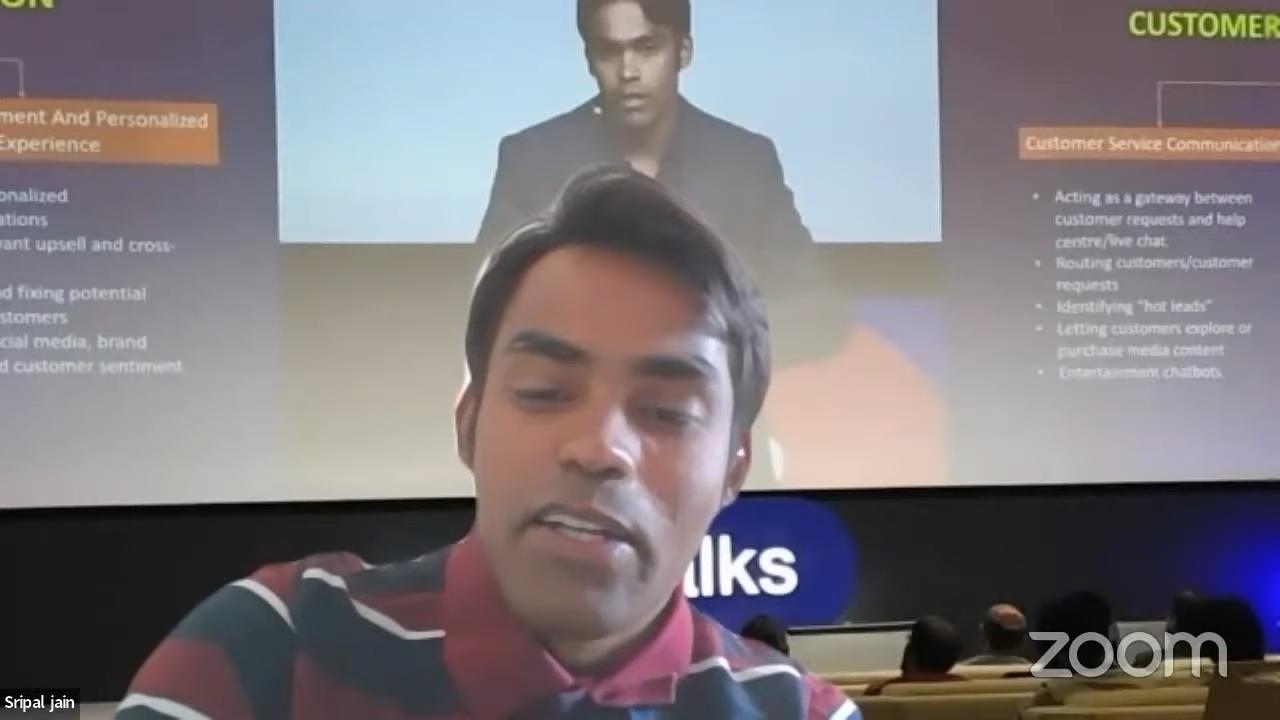 ON
CUSTOMER
ment And Personalized
Experience
onalized
ations
vant upsell and cross-
d fixing potential
stomers
cial media, brand
d customer sentiment
Customer Service Communication
• Acting as a gateway between
customer requests and help
centre/live chat
• Routing customers/customer
requests
• Identifying "hot leads"
• Letting customers explore or
purchase media content
• Entertainment chatbots
alks
zoom
Sripal jain